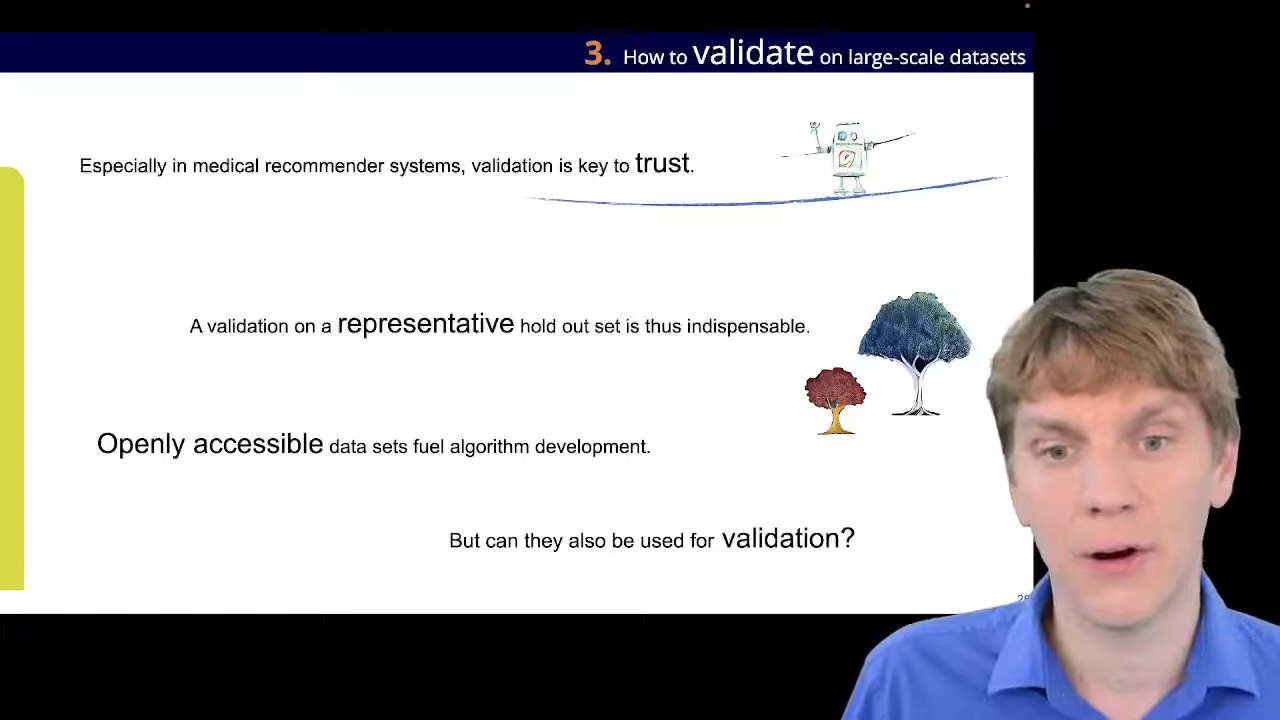 3. How to validate on large-scale datasets
Especially in medical recommender systems, validation is key to trust.
A validation on a representative hold out set is thus indispensable.
Openly accessible data sets fuel algorithm development.
But can they also be used for validation?